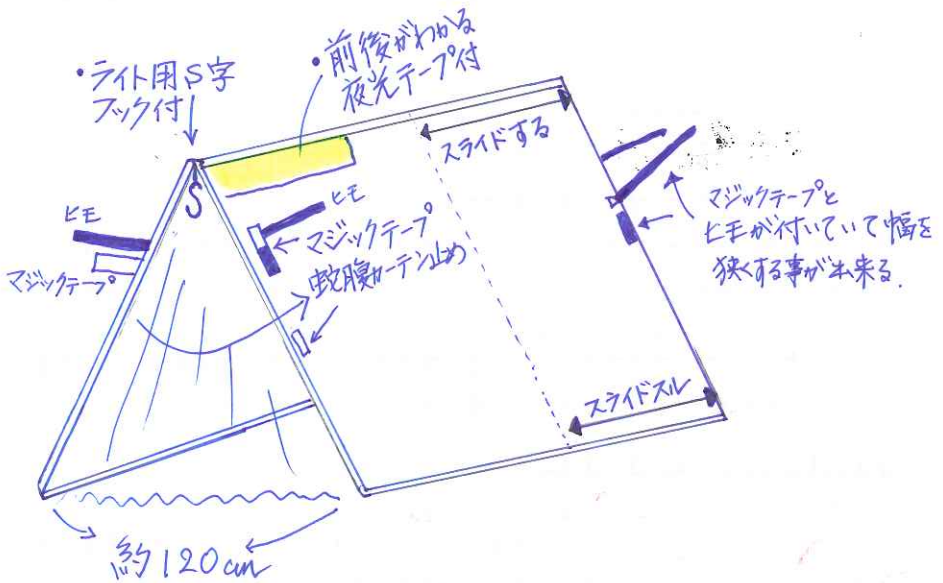 ・ライト用S字
フック付
・前後がわかる
夜光テープ付
スライドする
S
ヒモ
マジックテープ
ヒモ
マジックテープ
蛇腹カーテン止め
マジックテープと
ヒモが付いていて幅を
狭くする事が出来る.
スライドスル
約120cm